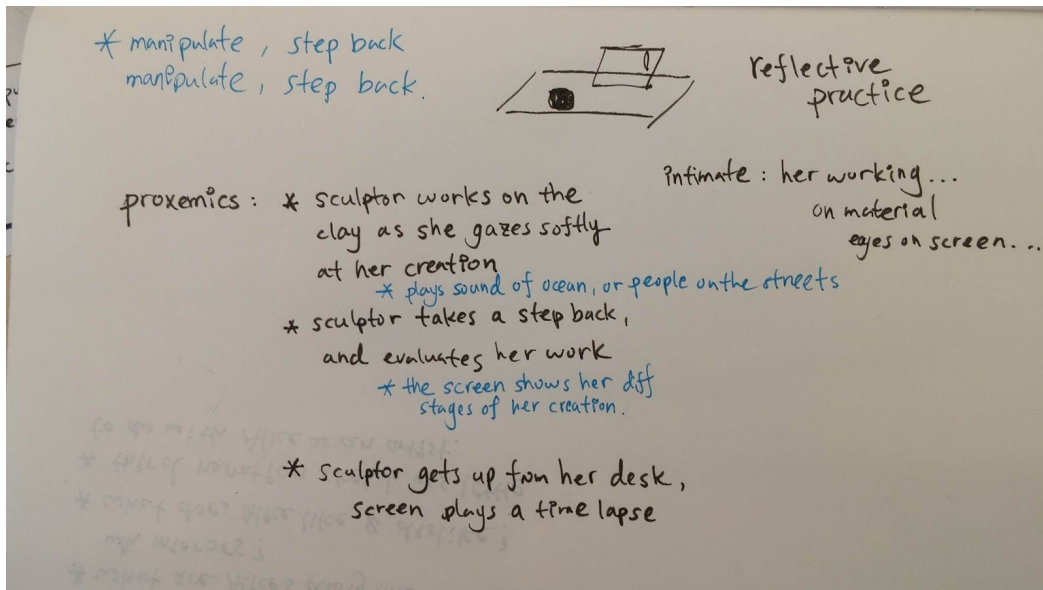 * manipulate, step back
manipulate, step back.
reflective
practice
intimate: her working...
on material
eyes on screen...
proxemics: * sculptor works on the
clay as she gazes softly
at her creation
* plays sound of ocean, or people on the streets
* sculptor takes a step back,
and evaluates her work
* the screen shows her diff
stages of her creation.
* sculptor gets up from her desk,
screen plays a time lapse